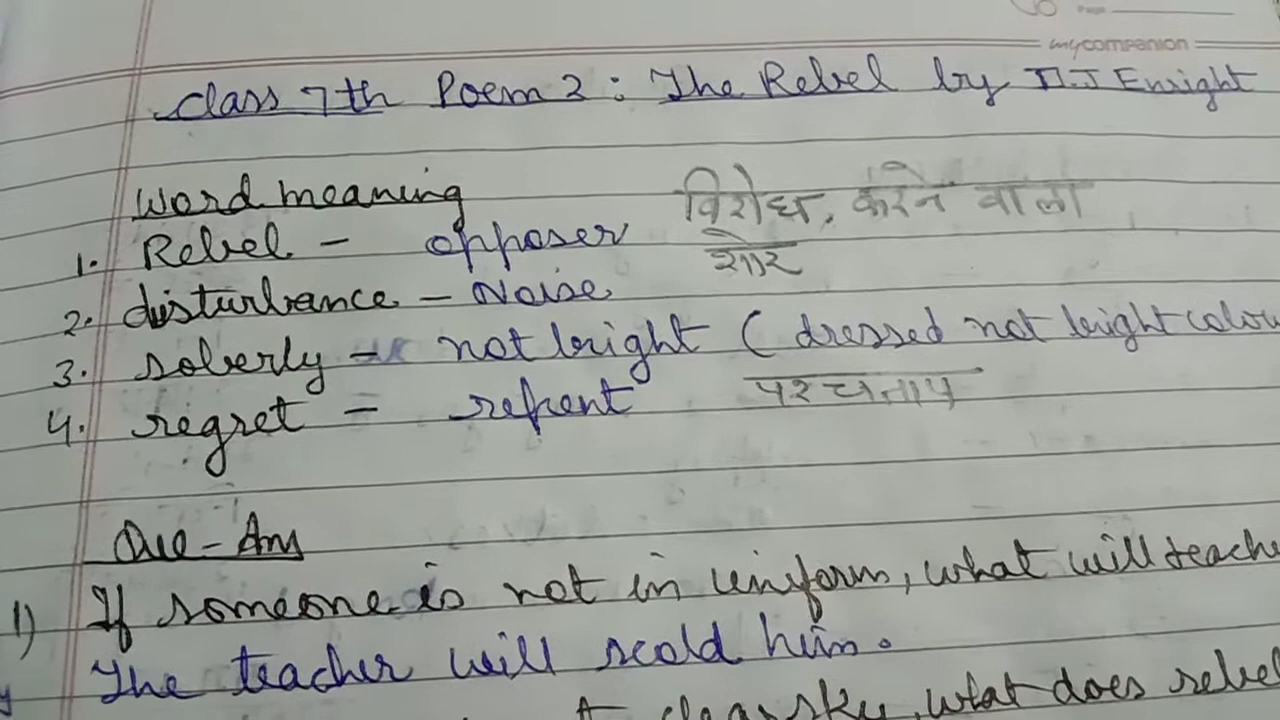 Page
mycompanion
Class 7th Poem 2 : The Rebel by D.J Enright
Word meaning
1. Rebel - opposer विरोध, करने वाला
2. disturbance - Noise शोर
3. soberly - not bright ( dressed not bright colou
4. regret - repent पश्चाताप
Que - Ans
1) If someone is not in uniform, what will teache
The teacher will scold him.
clear sky, what does rebel